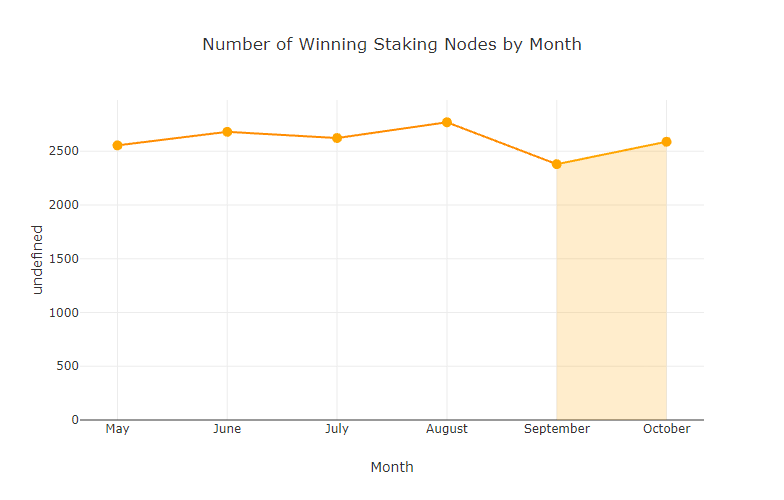 Number of Winning Staking Nodes by Month
undefined
2500
2000
1500
1000
500
0
May June July August September October
Month